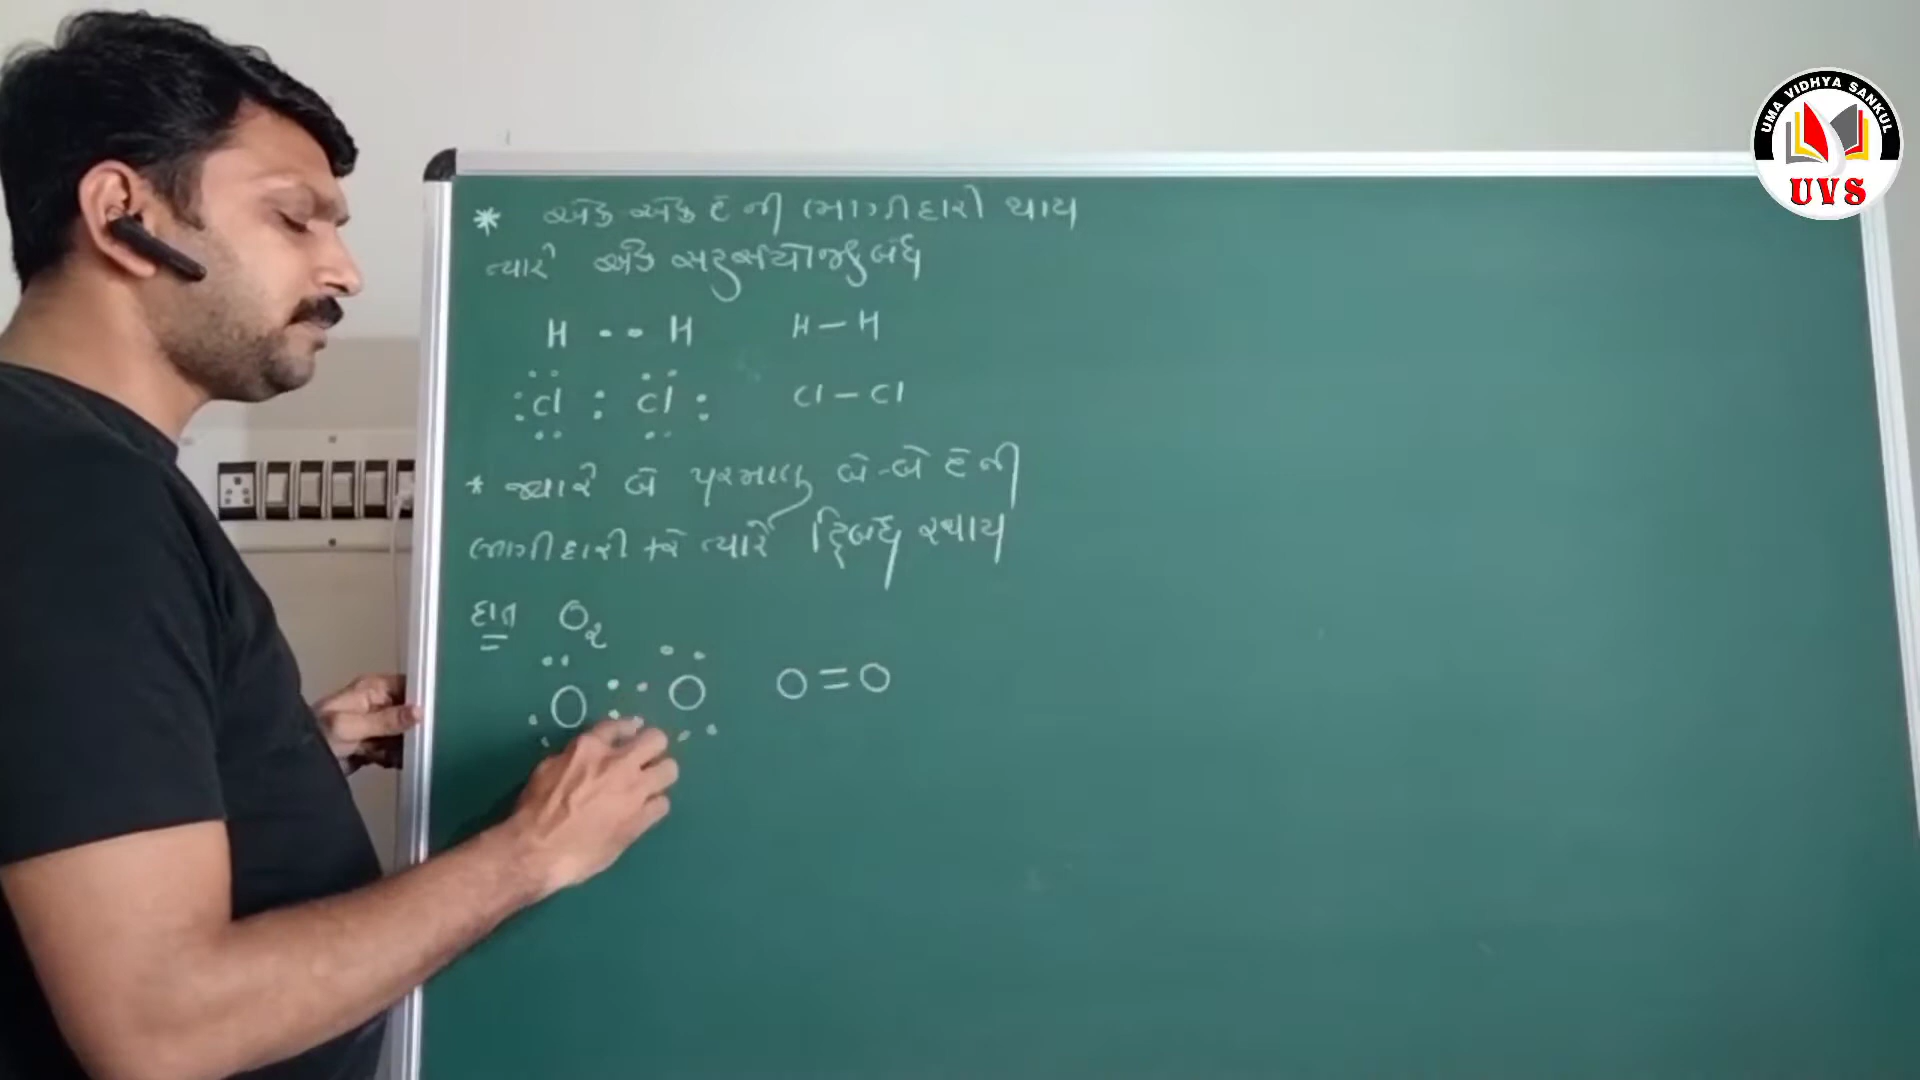 * એક-એક e ની ભાગીદારી થાય
ત્યારે એક સહસંયોજક બંધ
H •• H H – H
Cl : Cl Cl – Cl
* જ્યારે બે પરમાણુ બે-બે e ની
ભાગીદારી કરે ત્યારે દ્વિબંધ રચાય
દાત O₂
O :: O O = O
UMA VIDHYA SANKUL
UVS